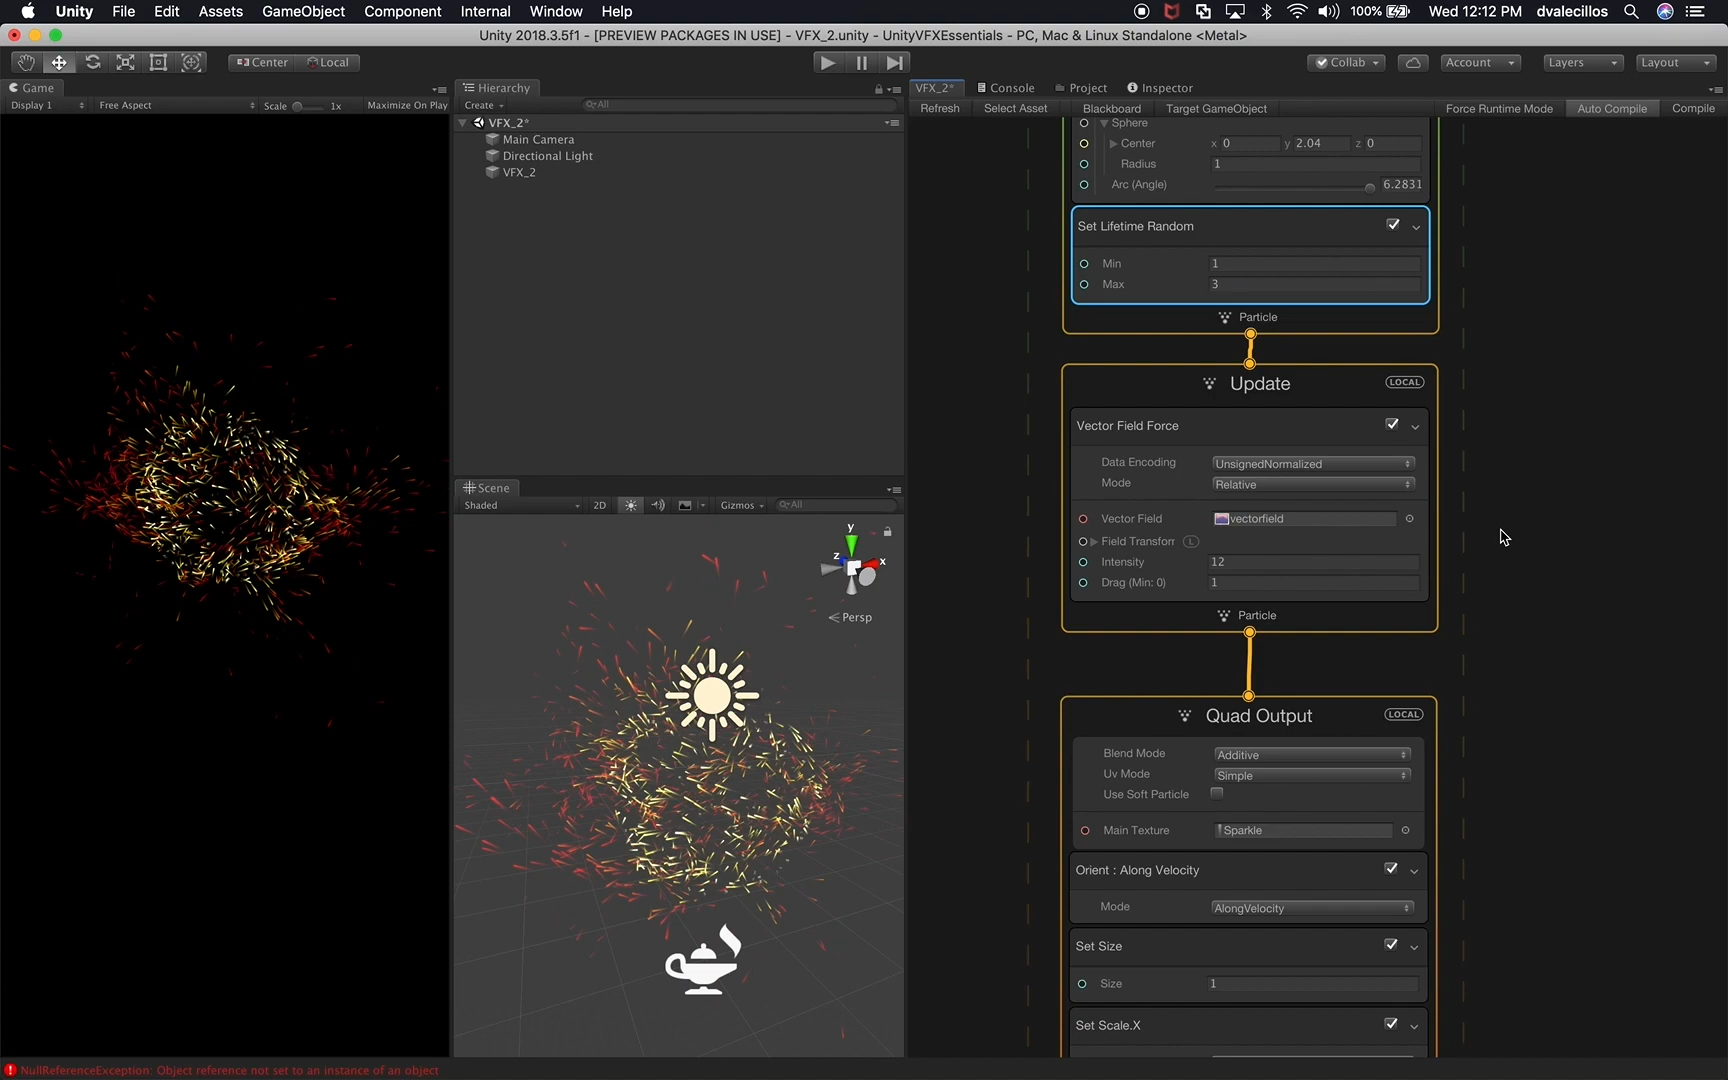 Unity File Edit Assets GameObject Component Internal Window Help 100% Wed 12:12 PM dvalecillos
Unity 2018.3.5f1 - [PREVIEW PACKAGES IN USE] - VFX_2.unity - UnityVFXEssentials - PC, Mac & Linux Standalone <Metal>
Center Local Collab Account Layers Layout
Game Hierarchy VFX_2* Console Project Inspector
Display 1 Free Aspect Scale 1x Maximize On Play Create All Refresh Select Asset Blackboard Target GameObject Force Runtime Mode Auto Compile Compile
VFX_2*
Main Camera
Directional Light
VFX_2
Sphere
Center x 0 y 2.04 z 0
Radius 1
Arc (Angle) 6.2831
Set Lifetime Random
Min 1
Max 3
Particle
Update LOCAL
Vector Field Force
Data Encoding UnsignedNormalized
Mode Relative
Vector Field vectorfield
Field Transforr L
Intensity 12
Drag (Min: 0) 1
Particle
Scene
Shaded 2D Gizmos All
y
z x
Persp
Quad Output LOCAL
Blend Mode Additive
Uv Mode Simple
Use Soft Particle
Main Texture Sparkle
Orient : Along Velocity
Mode AlongVelocity
Set Size
Size 1
Set Scale.X
NullReferenceException: Object reference not set to an instance of an object